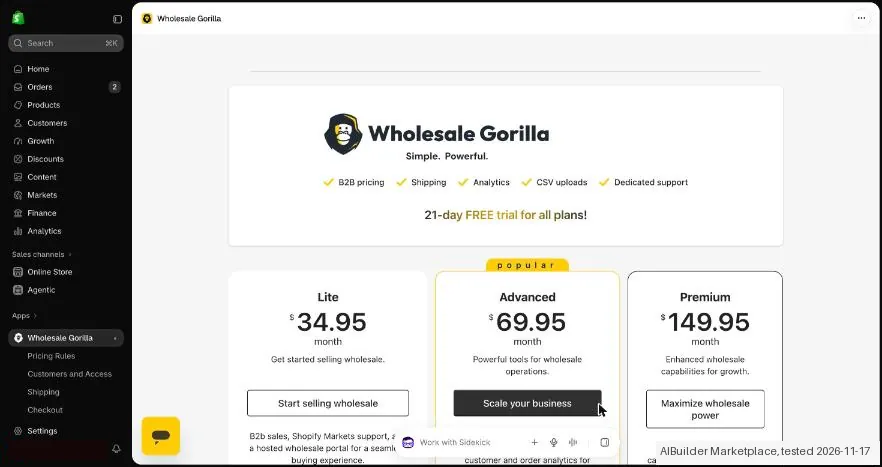 Wholesale Gorilla
Search
⌘K
Home
Orders
2
Products
Customers
Growth
Discounts
Content
Markets
Finance
Analytics
Sales channels
Online Store
Agentic
Apps
Wholesale Gorilla
Pricing Rules
Customers and Access
Shipping
Checkout
Settings
Wholesale Gorilla
Simple. Powerful.
B2B pricing
Shipping
Analytics
CSV uploads
Dedicated support
21-day FREE trial for all plans!
Lite
$34.95
month
Get started selling wholesale.
Start selling wholesale
B2b sales, Shopify Markets support,
a hosted wholesale portal for a
buying experience.
popular
Advanced
$69.95
month
Powerful tools for wholesale
operations.
Scale your business
customer and order analytics for
Premium
$149.95
month
Enhanced wholesale
capabilities for growth.
Maximize wholesale
power
Work with Sidekick
AIBuilder Marketplace, tested 2026-11-17